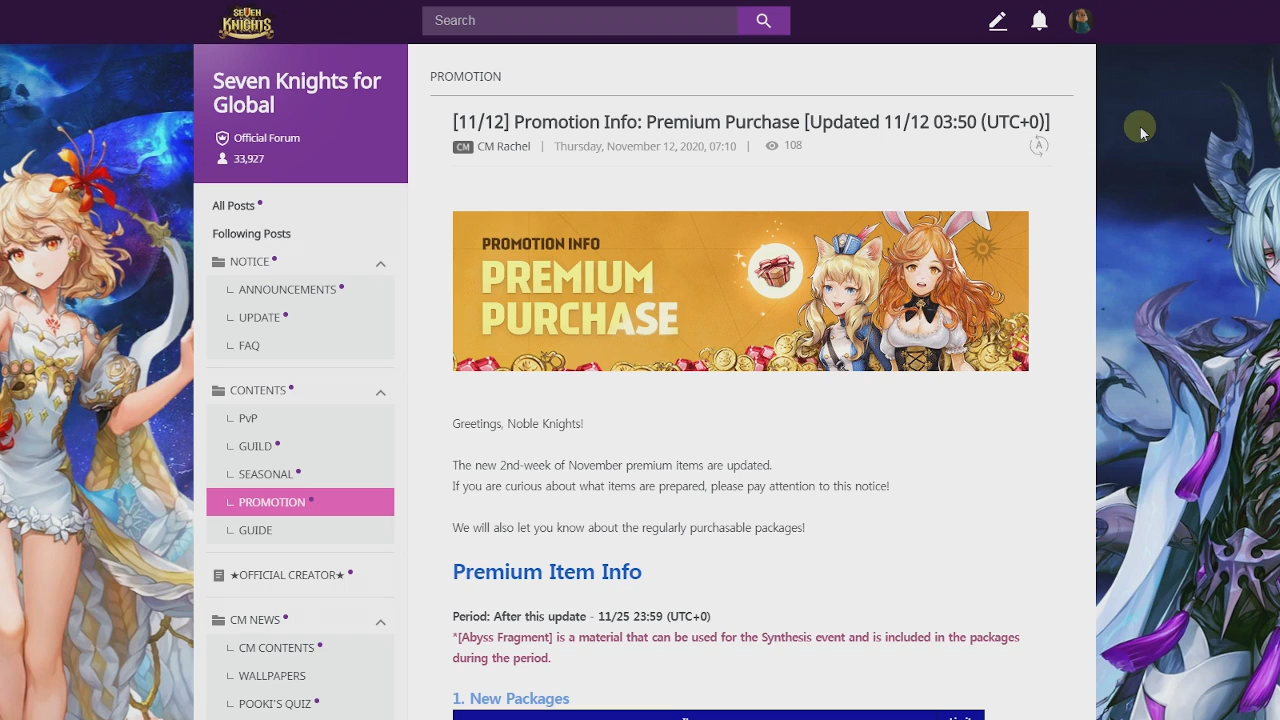 SEVEN
KNIGHTS
Search
Seven Knights for
Global
Official Forum
33,927
All Posts
Following Posts
NOTICE
ANNOUNCEMENTS
UPDATE
FAQ
CONTENTS
PvP
GUILD
SEASONAL
PROMOTION
GUIDE
★OFFICIAL CREATOR★
CM NEWS
CM CONTENTS
WALLPAPERS
POOKI'S QUIZ
PROMOTION
[11/12] Promotion Info: Premium Purchase [Updated 11/12 03:50 (UTC+0)]
CM CM Rachel | Thursday, November 12, 2020, 07:10 | 108
A
PROMOTION INFO
PREMIUM
PURCHASE
Greetings, Noble Knights!
The new 2nd-week of November premium items are updated.
If you are curious about what items are prepared, please pay attention to this notice!
We will also let you know about the regularly purchasable packages!
Premium Item Info
Period: After this update - 11/25 23:59 (UTC+0)
*[Abyss Fragment] is a material that can be used for the Synthesis event and is included in the packages
during the period.
1. New Packages